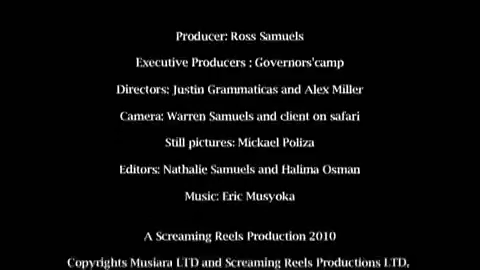 Producer: Ross Samuels
Executive Producers : Governors'camp
Directors: Justin Grammaticas and Alex Miller
Camera: Warren Samuels and client on safari
Still pictures: Mickael Poliza
Editors: Nathalie Samuels and Halima Osman
Music: Eric Musyoka
A Screaming Reels Production 2010
Copyrights Musiara LTD and Screaming Reels Productions LTD,